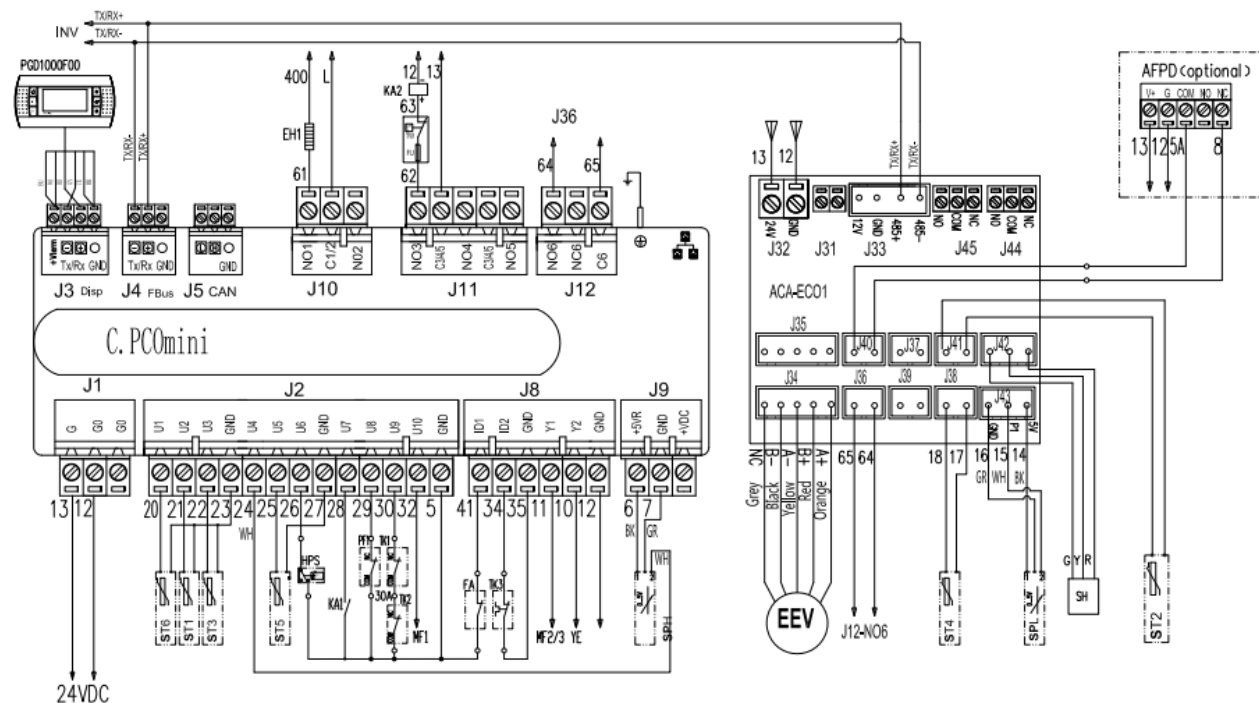 TX/RX+
TX/RX-
INV
PGD1000F00
TX/RX-
TX/RX+
400
L
EH1
61
12
13
KA2
63
62
J36
64
65
AFPD(optional)
V+ G COM NO NC
13 12 5A 8
13 12
TX/RX+
TX/RX-
24V GND
J32
J31
12V GND 485+ 485-
J33
NO COM NC
J45
NO COM NC
J44
ACA-ECO1
+Vterm
Tx/Rx GND
J3 Disp
Tx/Rx GND
J4 FBus
GND
J5 CAN
NO1 C1/2 NO2
J10
NO3 C3/4/5 NO4 C3/4/5 NO5
J11
NO6 NC6 C6
J12
C.PCOmini
J35
J40
J37
J41
J42
J34
J36
J39
J38
J43
GND P1 5V
J1
G G0 G0
J2
U1 U2 U3 GND U4 U5 U6 GND U7 U8 U9 U10 GND
J8
ID1 ID2 GND Y1 Y2 GND
J9
+5VR GND +VDC
13 12
20 21 22 23 24 25 26 27 28 29 30 32 5
41 34 35 11 10 12
6 7
WH
BK GR
WH
NC B- A- B+ A+
Grey Black Yellow Red Orange
65 64
18 17
16 15 14
GR WH BK
ST6
ST1
ST3
ST5
HPS
KA1
PF1
30A
TK1
TK2
MF1
FA
TK3
MF2/3
YE
SPH
EEV
J12-NO6
ST4
SPL
G Y R
SH
ST2
24VDC